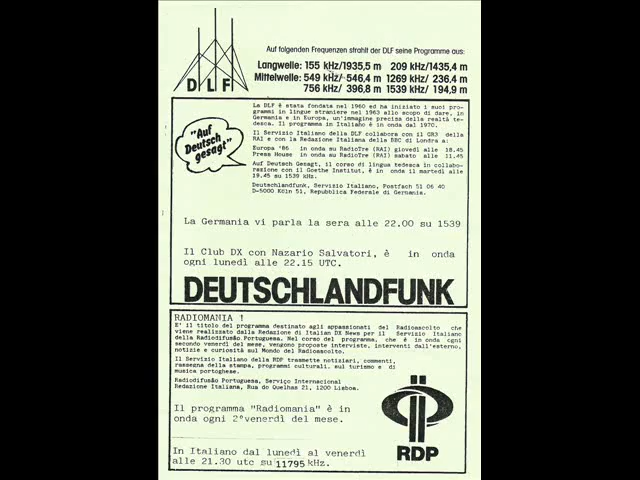 D L F
Auf folgenden Frequenzen strahlt der DLF seine Programme aus:
Langwelle: 155 kHz/1935,5 m 209 kHz/1435,4 m
Mittelwelle: 549 kHz/ 546,4 m 1269 kHz/ 236,4 m
756 kHz/ 396,8 m 1539 kHz/ 194,9 m
"Auf
Deutsch
gesagt"
La DLF è stata fondata nel 1960 ed ha iniziato i suoi pro-
grammi in lingue straniere nel 1963 allo scopo di dare, in
Germania e in Europa, un'immagine precisa della realtà te-
desca. Il programma in Italiano è in onda dal 1970.
Il Servizio Italiano della DLF collabora con il GR3 della
RAI e con la Redazione Italiana della BBC di Londra a:
Europa '86 in onda su RadioTre (RAI) giovedì alle 18.45
Press House in onda su RadioTre (RAI) sabato alle 11.45
Auf Deutsch Gesagt, il corso di lingua tedesca in collabo-
razione con il Goethe Institut, è in onda il martedì alle
19.45 su 1539 kHz.
Deutschlandfunk, Servizio Italiano, Postfach 51 06 40
D-5000 Köln 51, Repubblica Federale di Germania.
La Germania vi parla la sera alle 22.00 su 1539
Il Club DX con Nazario Salvatori, è in onda
ogni lunedì alle 22.15 UTC.
DEUTSCHLANDFUNK
RADIOMANIA !
E' il titolo del programma destinato agli appassionati del Radioascolto che
viene realizzato dalla Redazione di Italian DX News per il Servizio Italiano
della Radiodifusão Portuguesa. Nel corso del programma, che è in onda ogni
secondo venerdì del mese, vengono proposte interviste, interventi dall'esterno,
notizie e curiosità sul Mondo del Radioascolto.
Il Servizio Italiano della RDP trasmette notiziari, commenti,
rassegna della stampa, programmi culturali, sul turismo e di
musica portoghese.
Radiodifusão Portuguesa, Serviço Internacional
Redazione Italiana, Rua do Quelhas 21, 1200 Lisboa.
Il programma "Radiomania" è in
onda ogni 2°venerdì del mese.
RDP
In Italiano dal lunedì al venerdì
alle 21.30 utc su 11795 kHz.